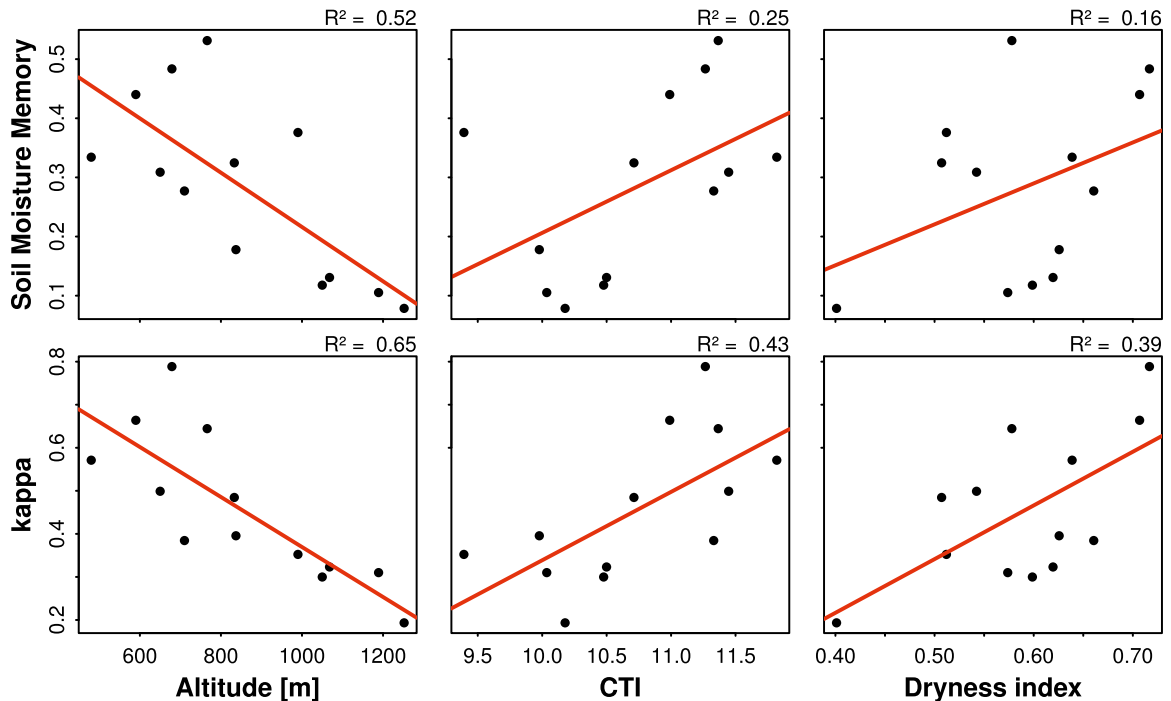 R² = 0.52
R² = 0.25
R² = 0.16
Soil Moisture Memory
0.5
0.4
0.3
0.2
0.1
R² = 0.65
R² = 0.43
R² = 0.39
kappa
0.8
0.6
0.4
0.2
600 800 1000 1200
9.5 10.0 10.5 11.0 11.5
0.40 0.50 0.60 0.70
Altitude [m]
CTI
Dryness index